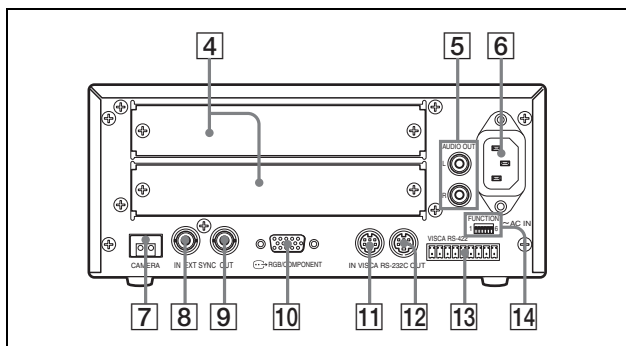 4
5
6
AUDIO OUT
L
R
FUNCTION
1 6
~AC IN
VISCA RS-422
CAMERA
IN EXT SYNC OUT
RGB/COMPONENT
IN VISCA RS-232C OUT
7
8
9
10
11
12
13
14